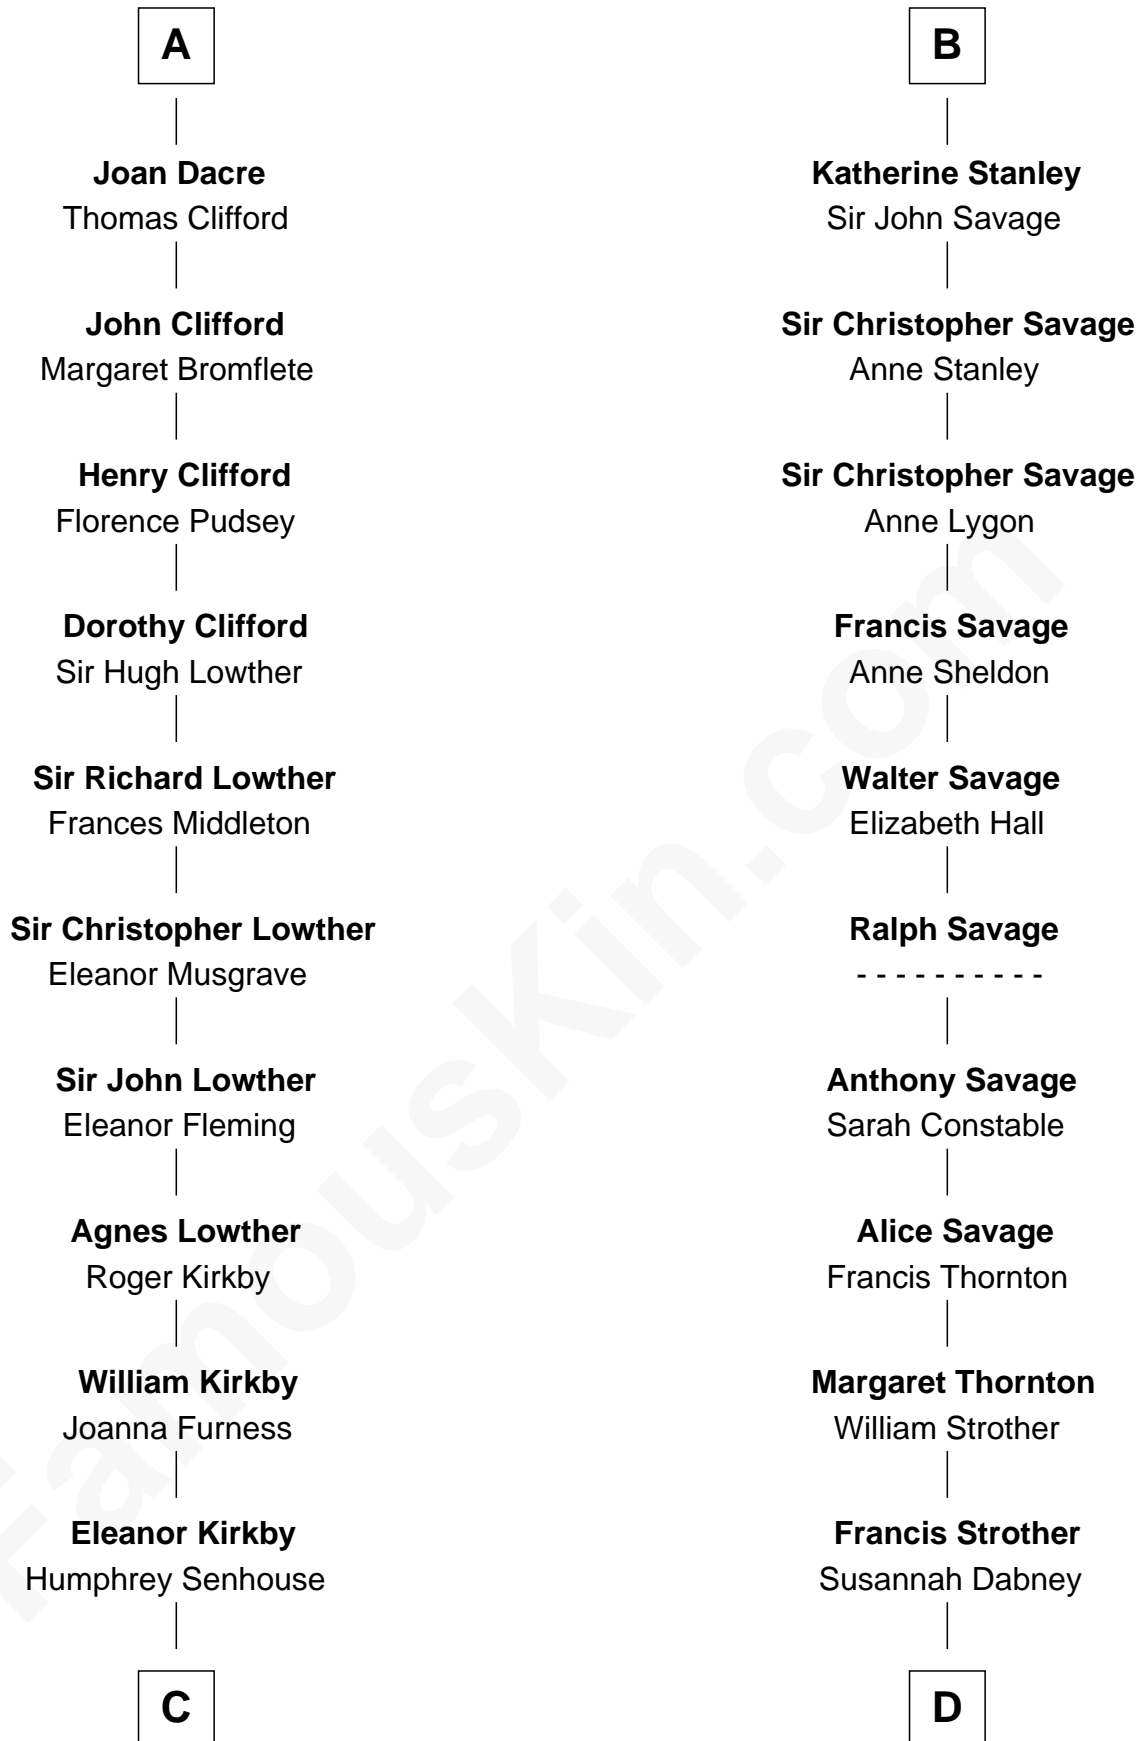 A
Joan Dacre
Thomas Clifford
John Clifford
Margaret Bromflete
Henry Clifford
Florence Pudsey
Dorothy Clifford
Sir Hugh Lowther
Sir Richard Lowther
Frances Middleton
Sir Christopher Lowther
Eleanor Musgrave
Sir John Lowther
Eleanor Fleming
Agnes Lowther
Roger Kirkby
William Kirkby
Joanna Furness
Eleanor Kirkby
Humphrey Senhouse
C
B
Katherine Stanley
Sir John Savage
Sir Christopher Savage
Anne Stanley
Sir Christopher Savage
Anne Lygon
Francis Savage
Anne Sheldon
Walter Savage
Elizabeth Hall
Ralph Savage
- - - - - - - - - -
Anthony Savage
Sarah Constable
Alice Savage
Francis Thornton
Margaret Thornton
William Strother
Francis Strother
Susannah Dabney
D
FamousKin.com